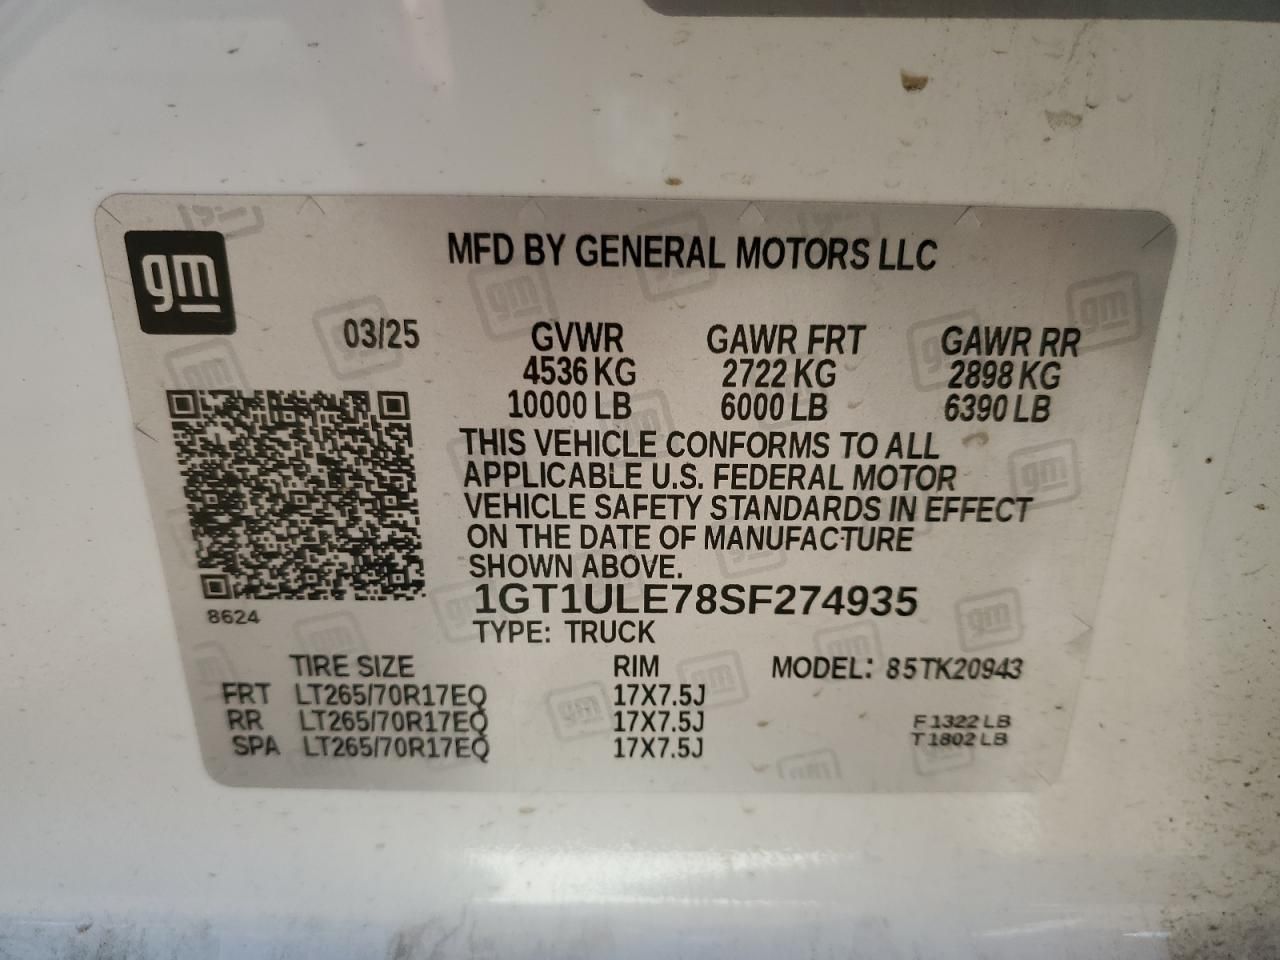 gm
MFD BY GENERAL MOTORS LLC
03/25
GVWR GAWR FRT GAWR RR
4536 KG 2722 KG 2898 KG
10000 LB 6000 LB 6390 LB
THIS VEHICLE CONFORMS TO ALL
APPLICABLE U.S. FEDERAL MOTOR
VEHICLE SAFETY STANDARDS IN EFFECT
ON THE DATE OF MANUFACTURE
SHOWN ABOVE.
1GT1ULE78SF274935
8624
TYPE: TRUCK
TIRE SIZE RIM MODEL: 85TK20943
FRT LT265/70R17EQ 17X7.5J
RR LT265/70R17EQ 17X7.5J F1322 LB
SPA LT265/70R17EQ 17X7.5J T1802 LB